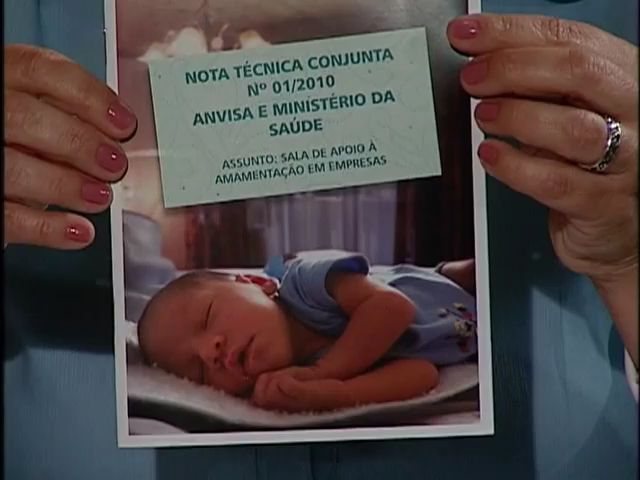 NOTA TÉCNICA CONJUNTA
Nº 01/2010
ANVISA E MINISTÉRIO DA
SAÚDE
ASSUNTO: SALA DE APOIO À
AMAMENTAÇÃO EM EMPRESAS